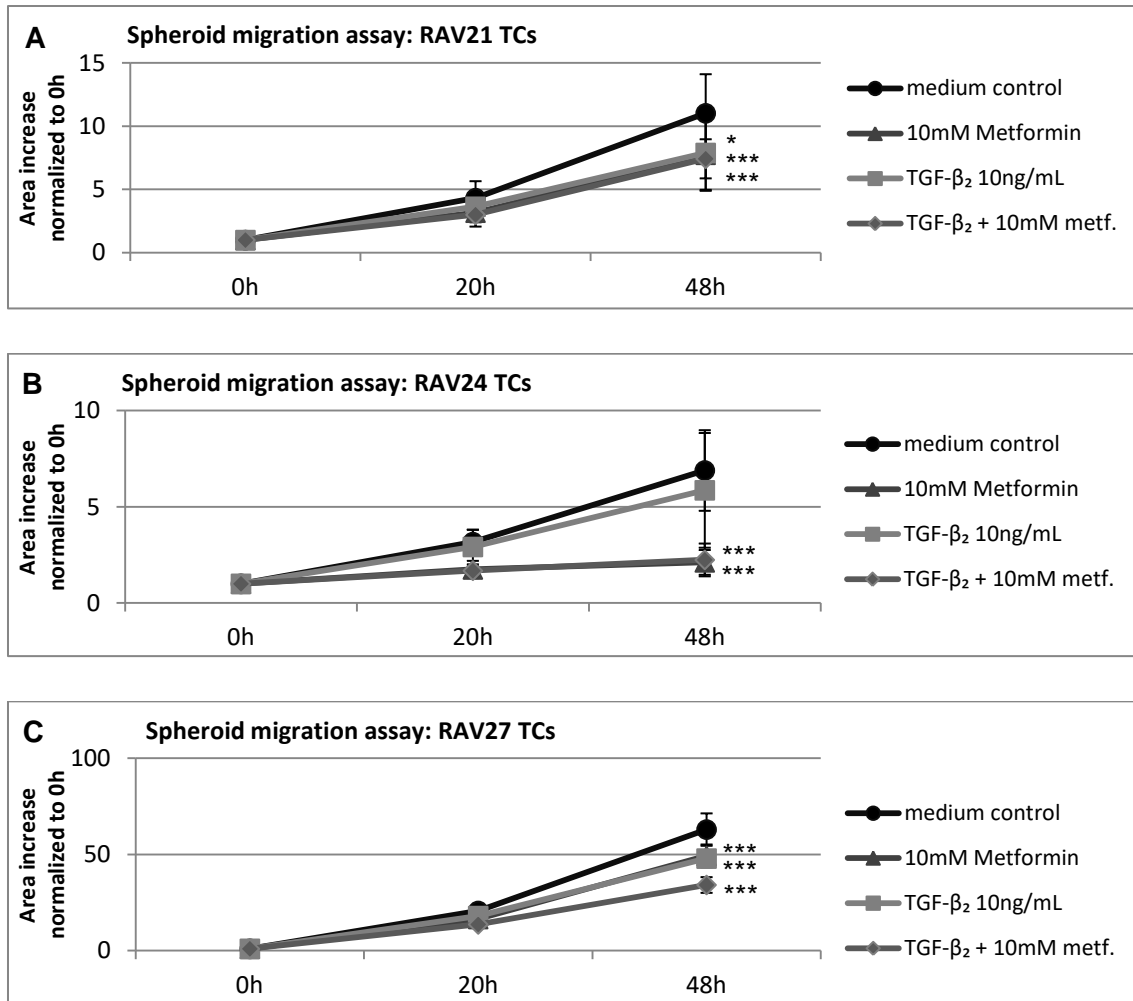 A
Spheroid migration assay: RAV21 TCs
Area increase
normalized to 0h
15
10
5
0
0h 20h 48h
*
***
***
medium control
10mM Metformin
TGF-β₂ 10ng/mL
TGF-β₂ + 10mM metf.
B
Spheroid migration assay: RAV24 TCs
Area increase
normalized to 0h
10
5
0
0h 20h 48h
***
***
medium control
10mM Metformin
TGF-β₂ 10ng/mL
TGF-β₂ + 10mM metf.
C
Spheroid migration assay: RAV27 TCs
Area increase
normalized to 0h
100
50
0
0h 20h 48h
***
***
***
medium control
10mM Metformin
TGF-β₂ 10ng/mL
TGF-β₂ + 10mM metf.